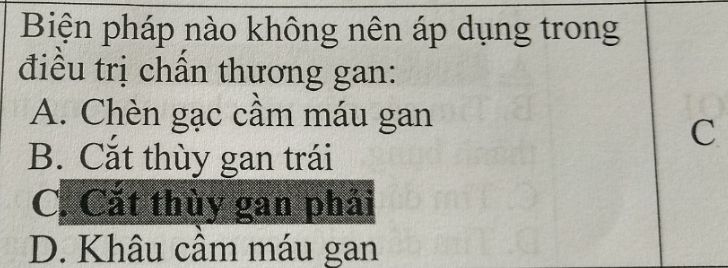 Biện pháp nào không nên áp dụng trong
điều trị chấn thương gan:
A. Chèn gạc cầm máu gan
C
B. Cắt thùy gan trái
C. Cắt thùy gan phải
D. Khâu cầm máu gan